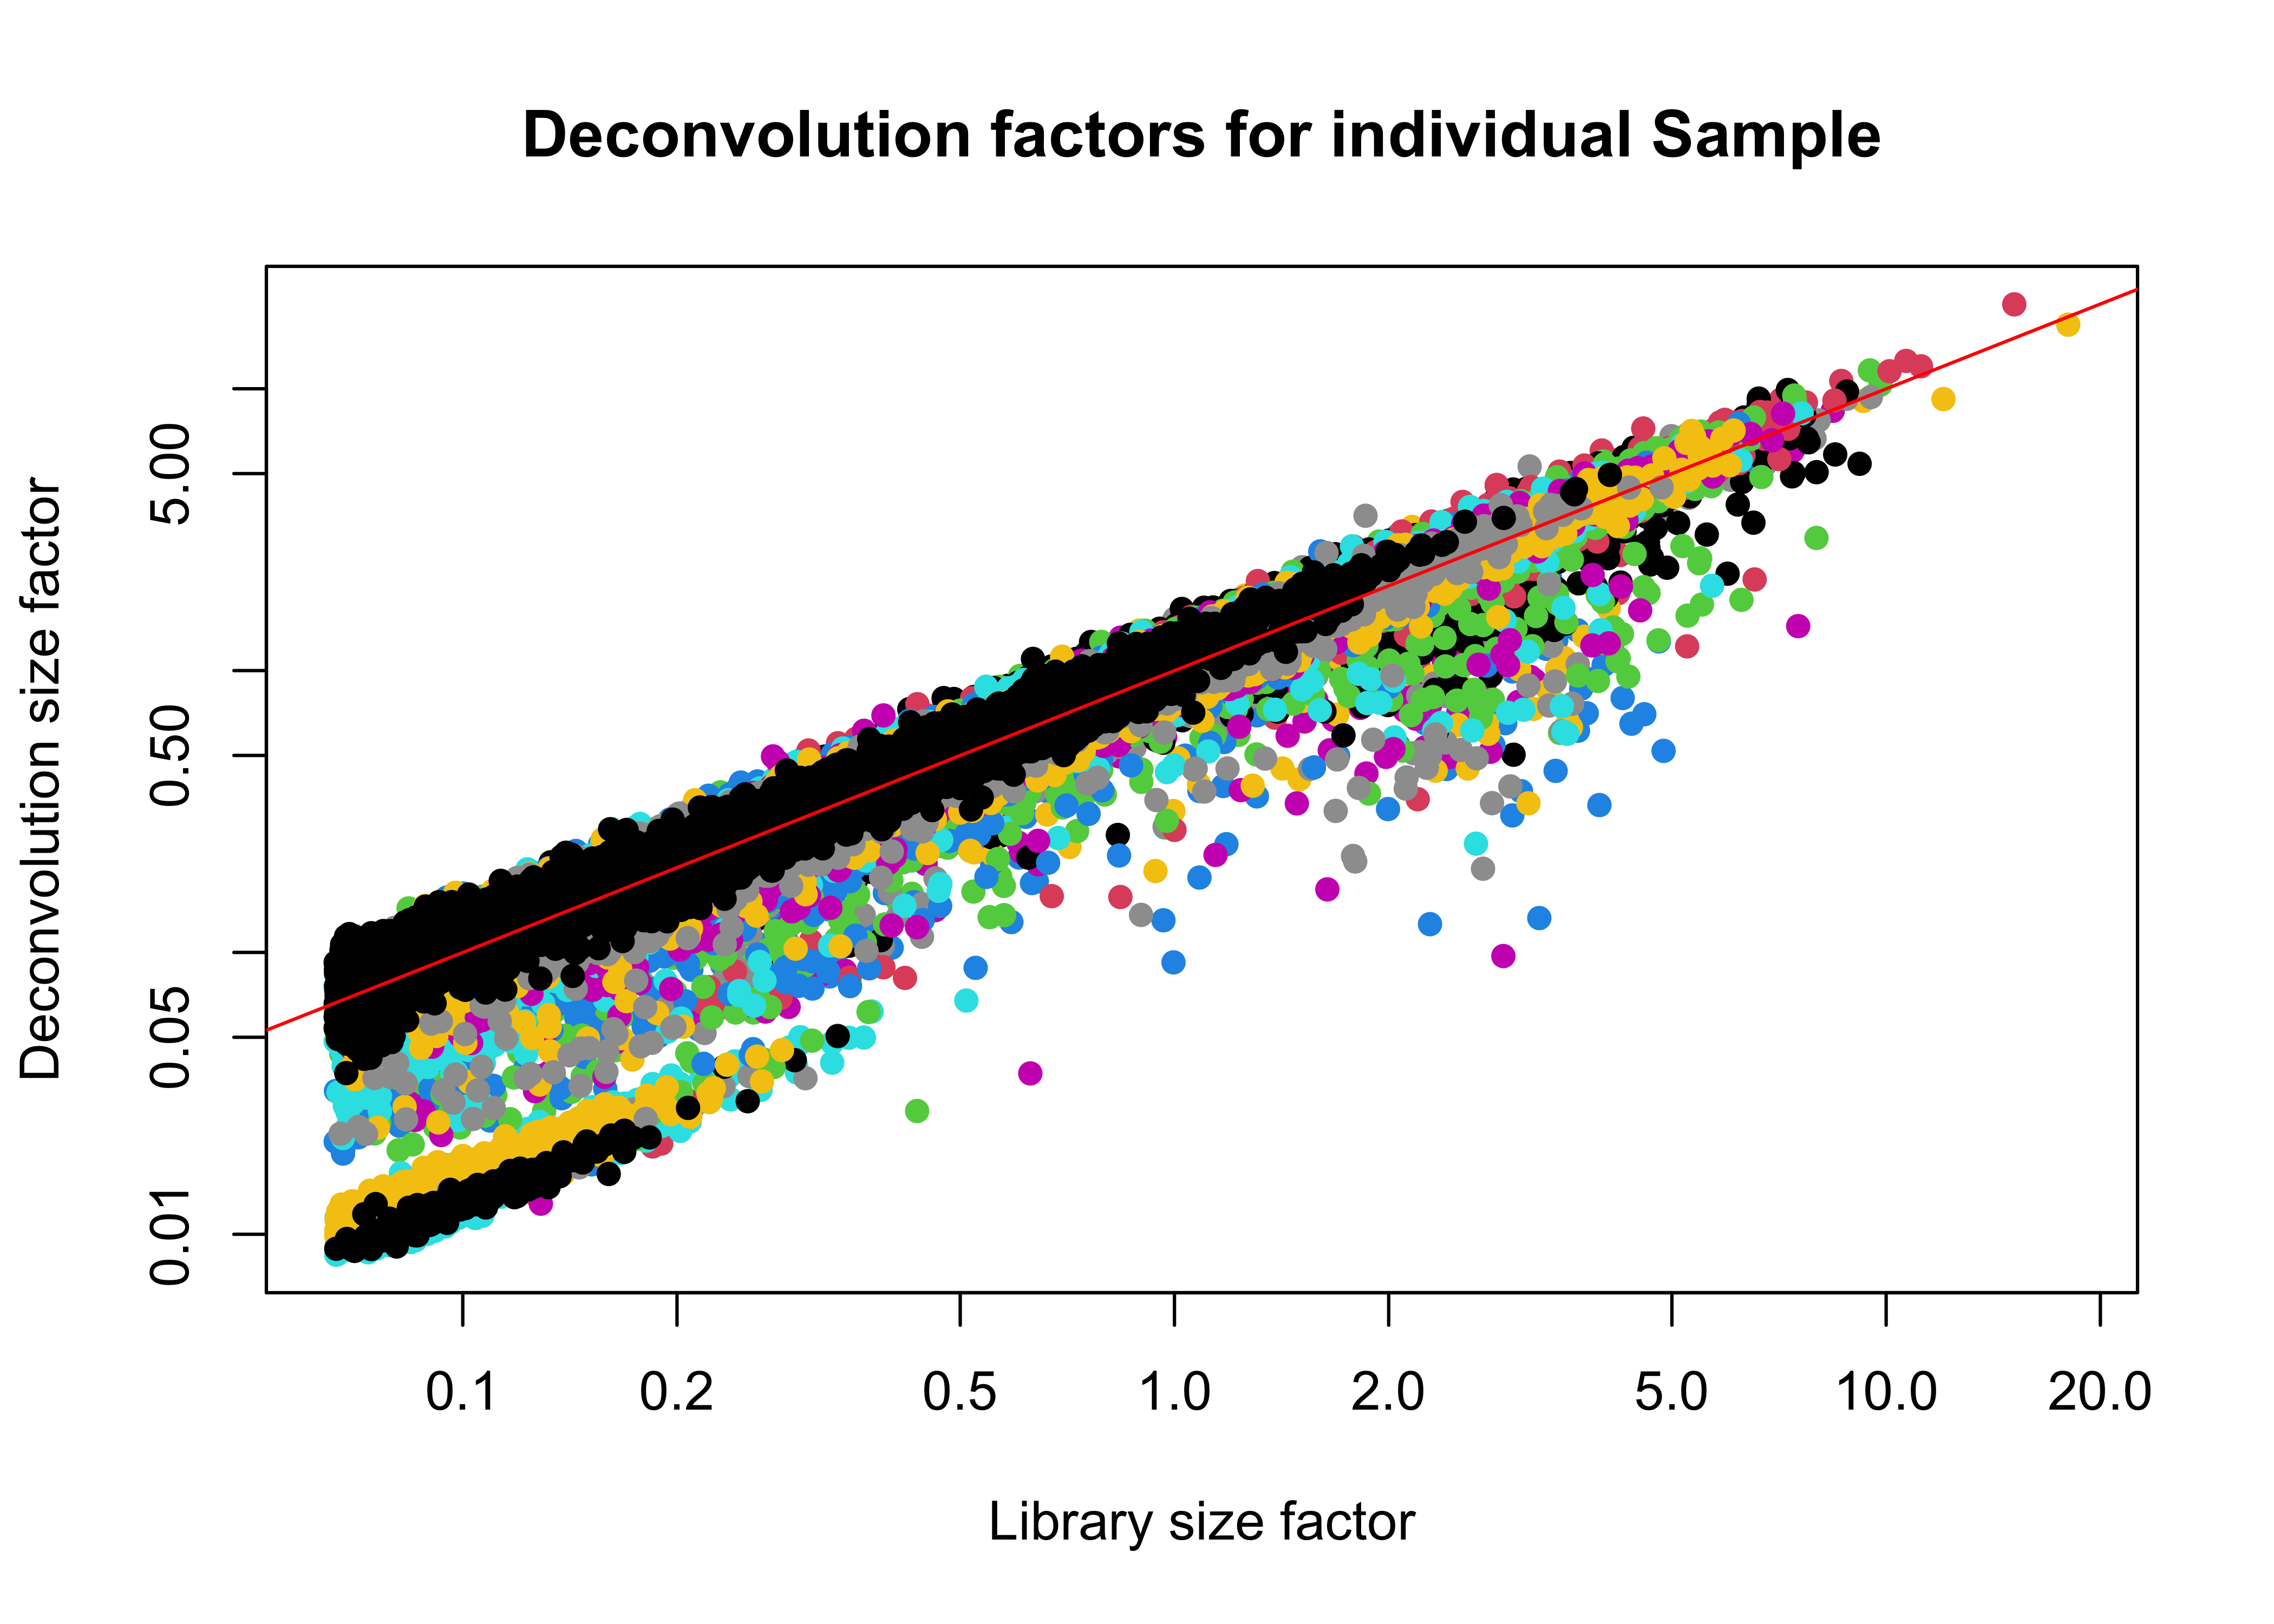 Deconvolution factors for individual Sample
Deconvolution size factor
5.00
0.50
0.05
0.01
0.1 0.2 0.5 1.0 2.0 5.0 10.0 20.0
Library size factor